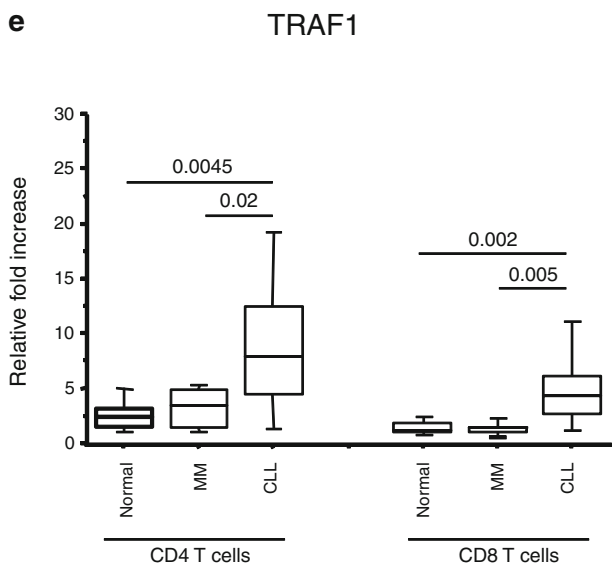 e
TRAF1
Relative fold increase
30
25
20
15
10
5
0
0.0045
0.02
0.002
0.005
Normal
MM
CLL
Normal
MM
CLL
CD4 T cells
CD8 T cells